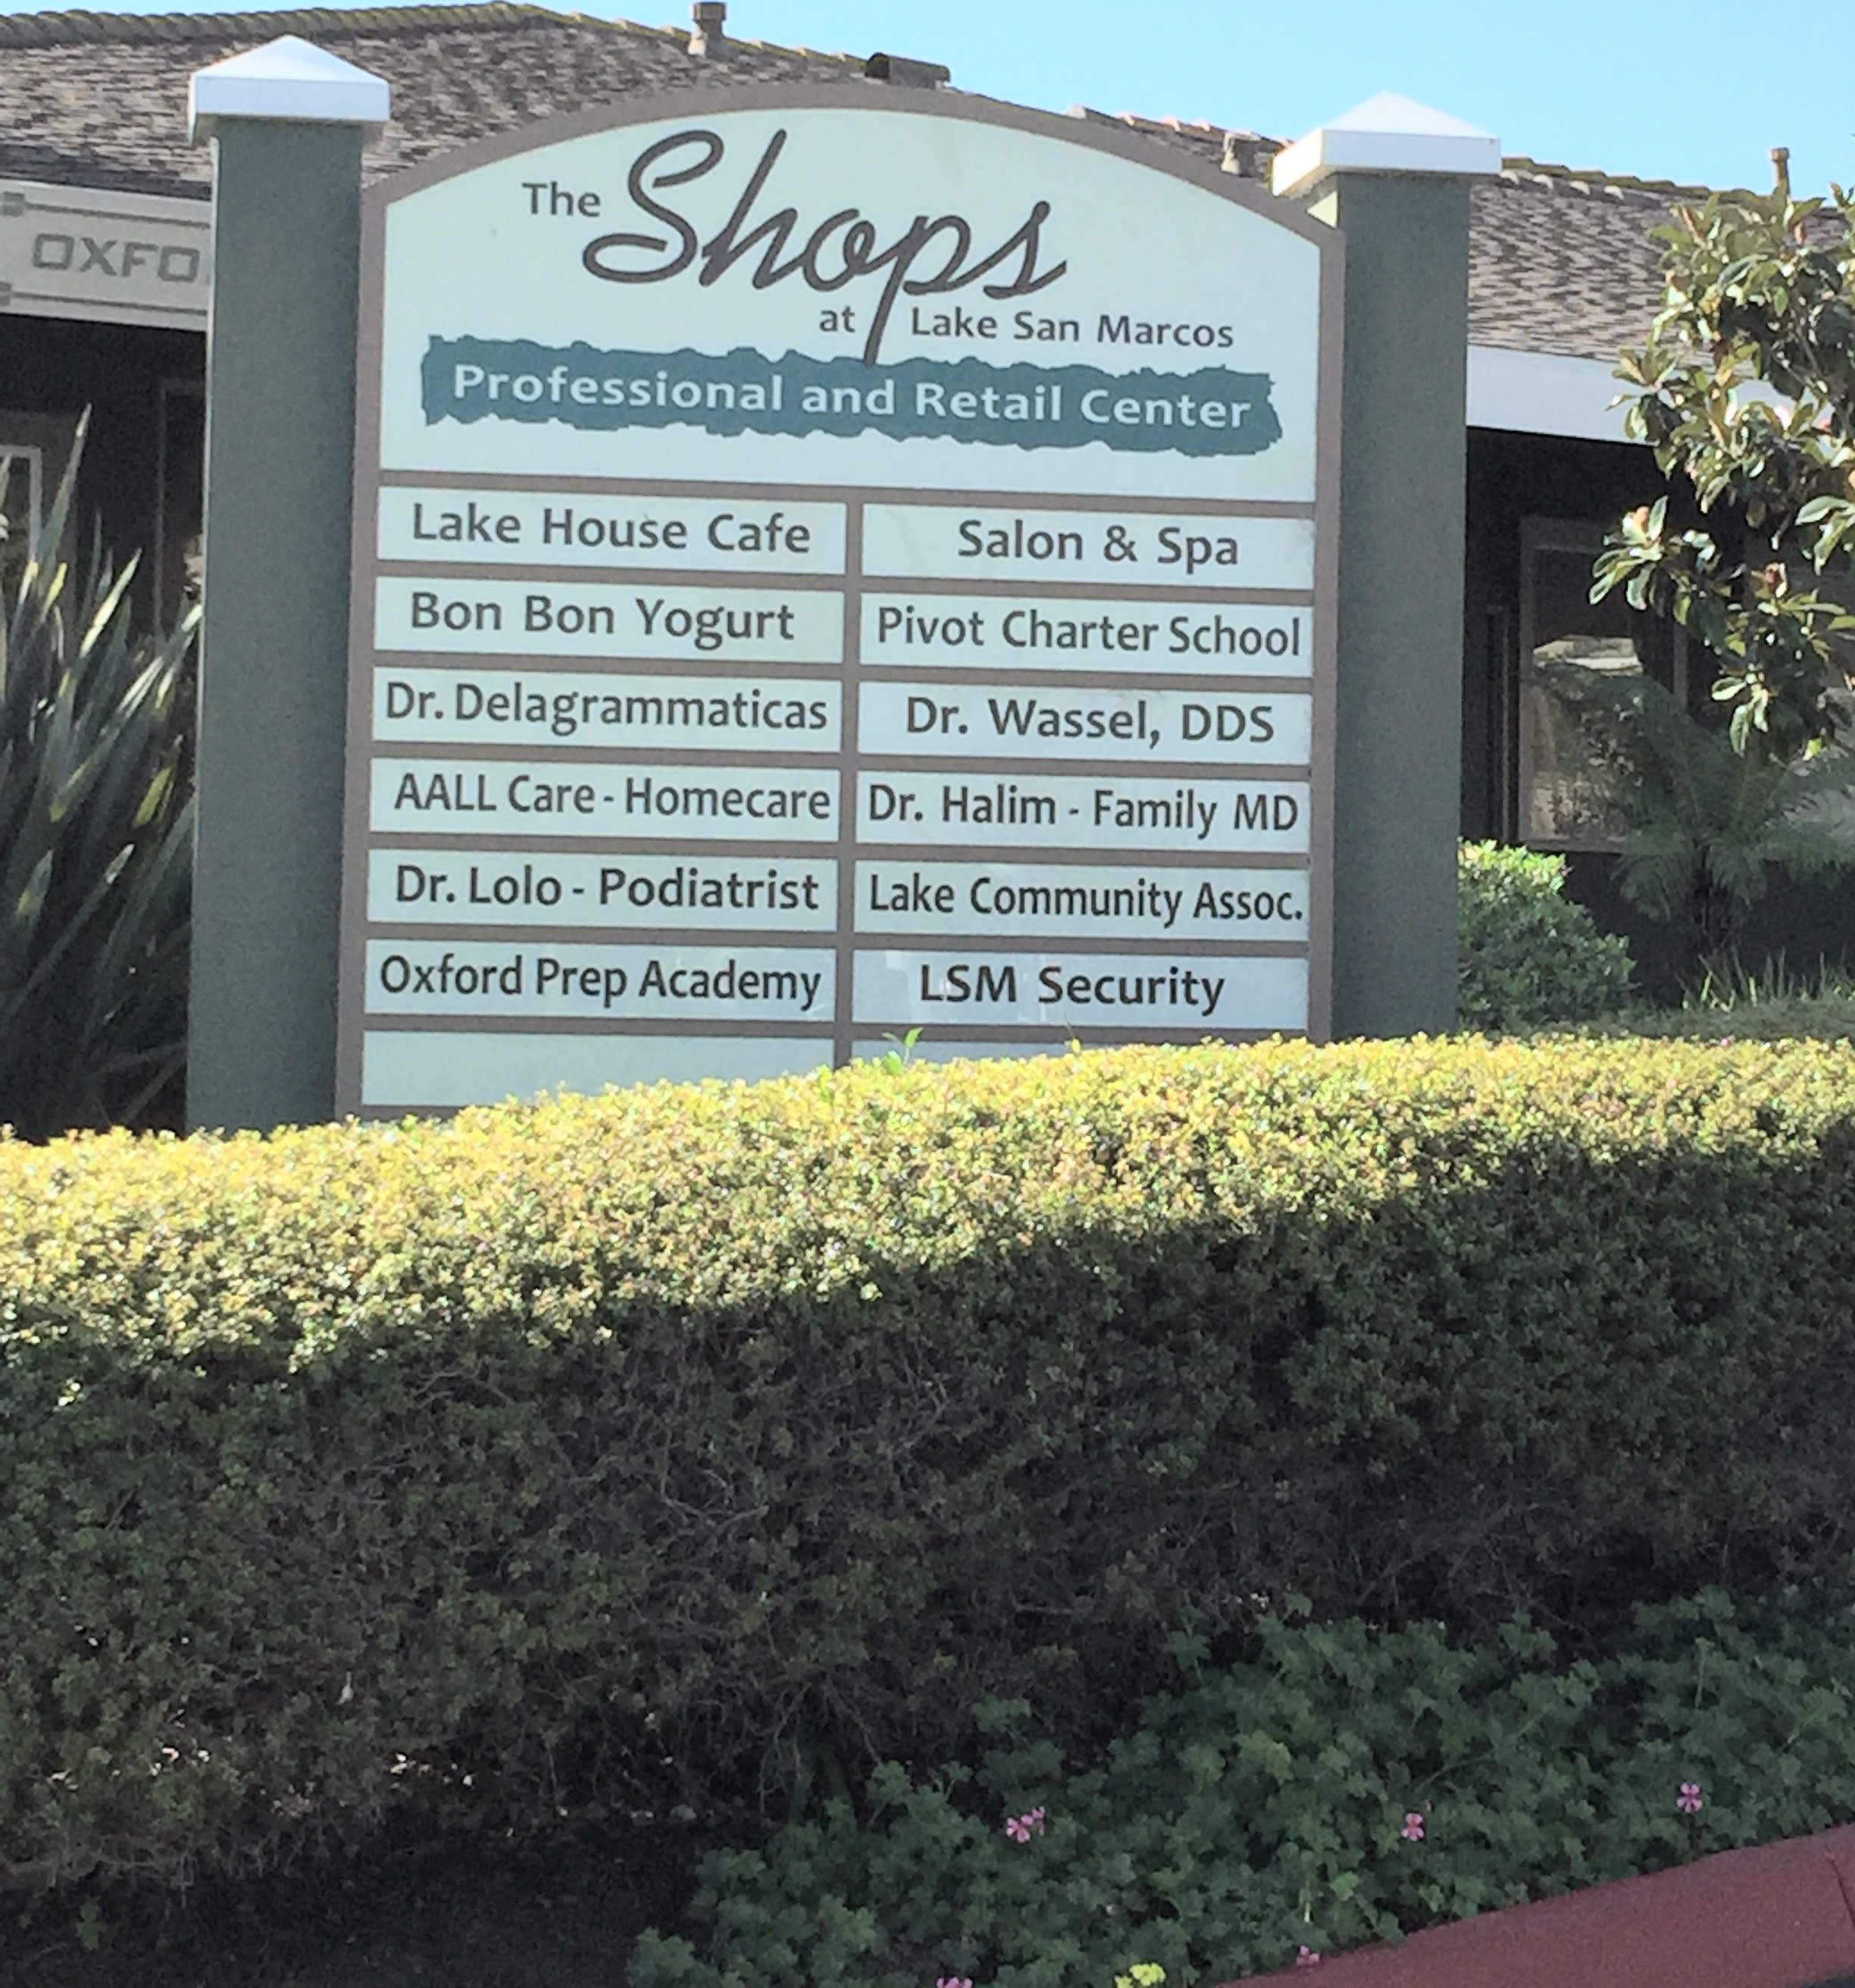 The Shops
at Lake San Marcos
Professional and Retail Center
Lake House Cafe
Salon & Spa
Bon Bon Yogurt
Pivot Charter School
Dr. Delagrammaticas
Dr. Wassel, DDS
AALL Care - Homecare
Dr. Halim - Family MD
Dr. Lolo - Podiatrist
Lake Community Assoc.
Oxford Prep Academy
LSM Security
OXFO